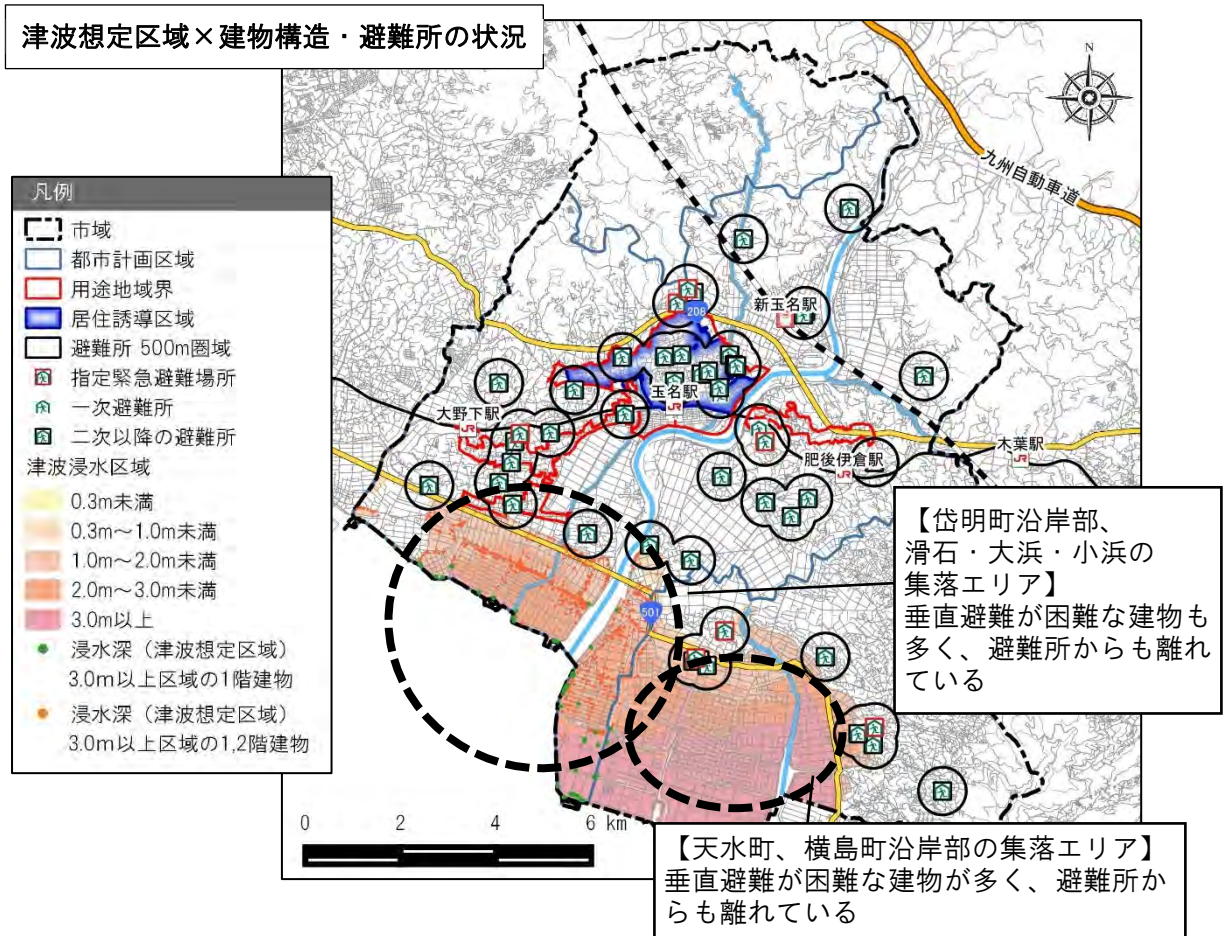 津波想定区域×建物構造・避難所の状況
N
九州自動車道
凡例
市域
都市計画区域
用途地域界
居住誘導区域
避難所 500m圏域
指定緊急避難場所
一次避難所
二次以降の避難所
津波浸水区域
0.3m未満
0.3m~1.0m未満
1.0m~2.0m未満
2.0m~3.0m未満
3.0m以上
浸水深（津波想定区域）
3.0m以上区域の1階建物
浸水深（津波想定区域）
3.0m以上区域の1,2階建物
新玉名駅
208
玉名駅
JR
大野下駅
JR
木葉駅
JR
肥後伊倉駅
JR
501
【岱明町沿岸部、
滑石・大浜・小浜の
集落エリア】
垂直避難が困難な建物も
多く、避難所からも離れ
ている
0 2 4 6 km
【天水町、横島町沿岸部の集落エリア】
垂直避難が困難な建物が多く、避難所か
らも離れている